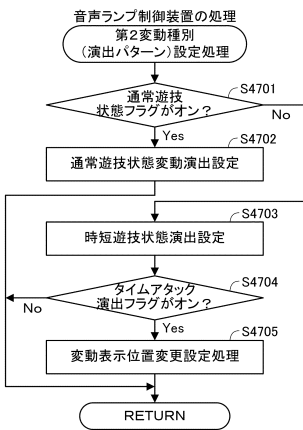 音声ランプ制御装置の処理
第2変動種別
(演出パターン)設定処理
S4701
通常遊技
状態フラグがオン?
No
Yes
S4702
通常遊技状態変動演出設定
S4703
時短遊技状態演出設定
S4704
タイムアタック
演出フラグがオン?
No
Yes
S4705
変動表示位置変更設定処理
RETURN